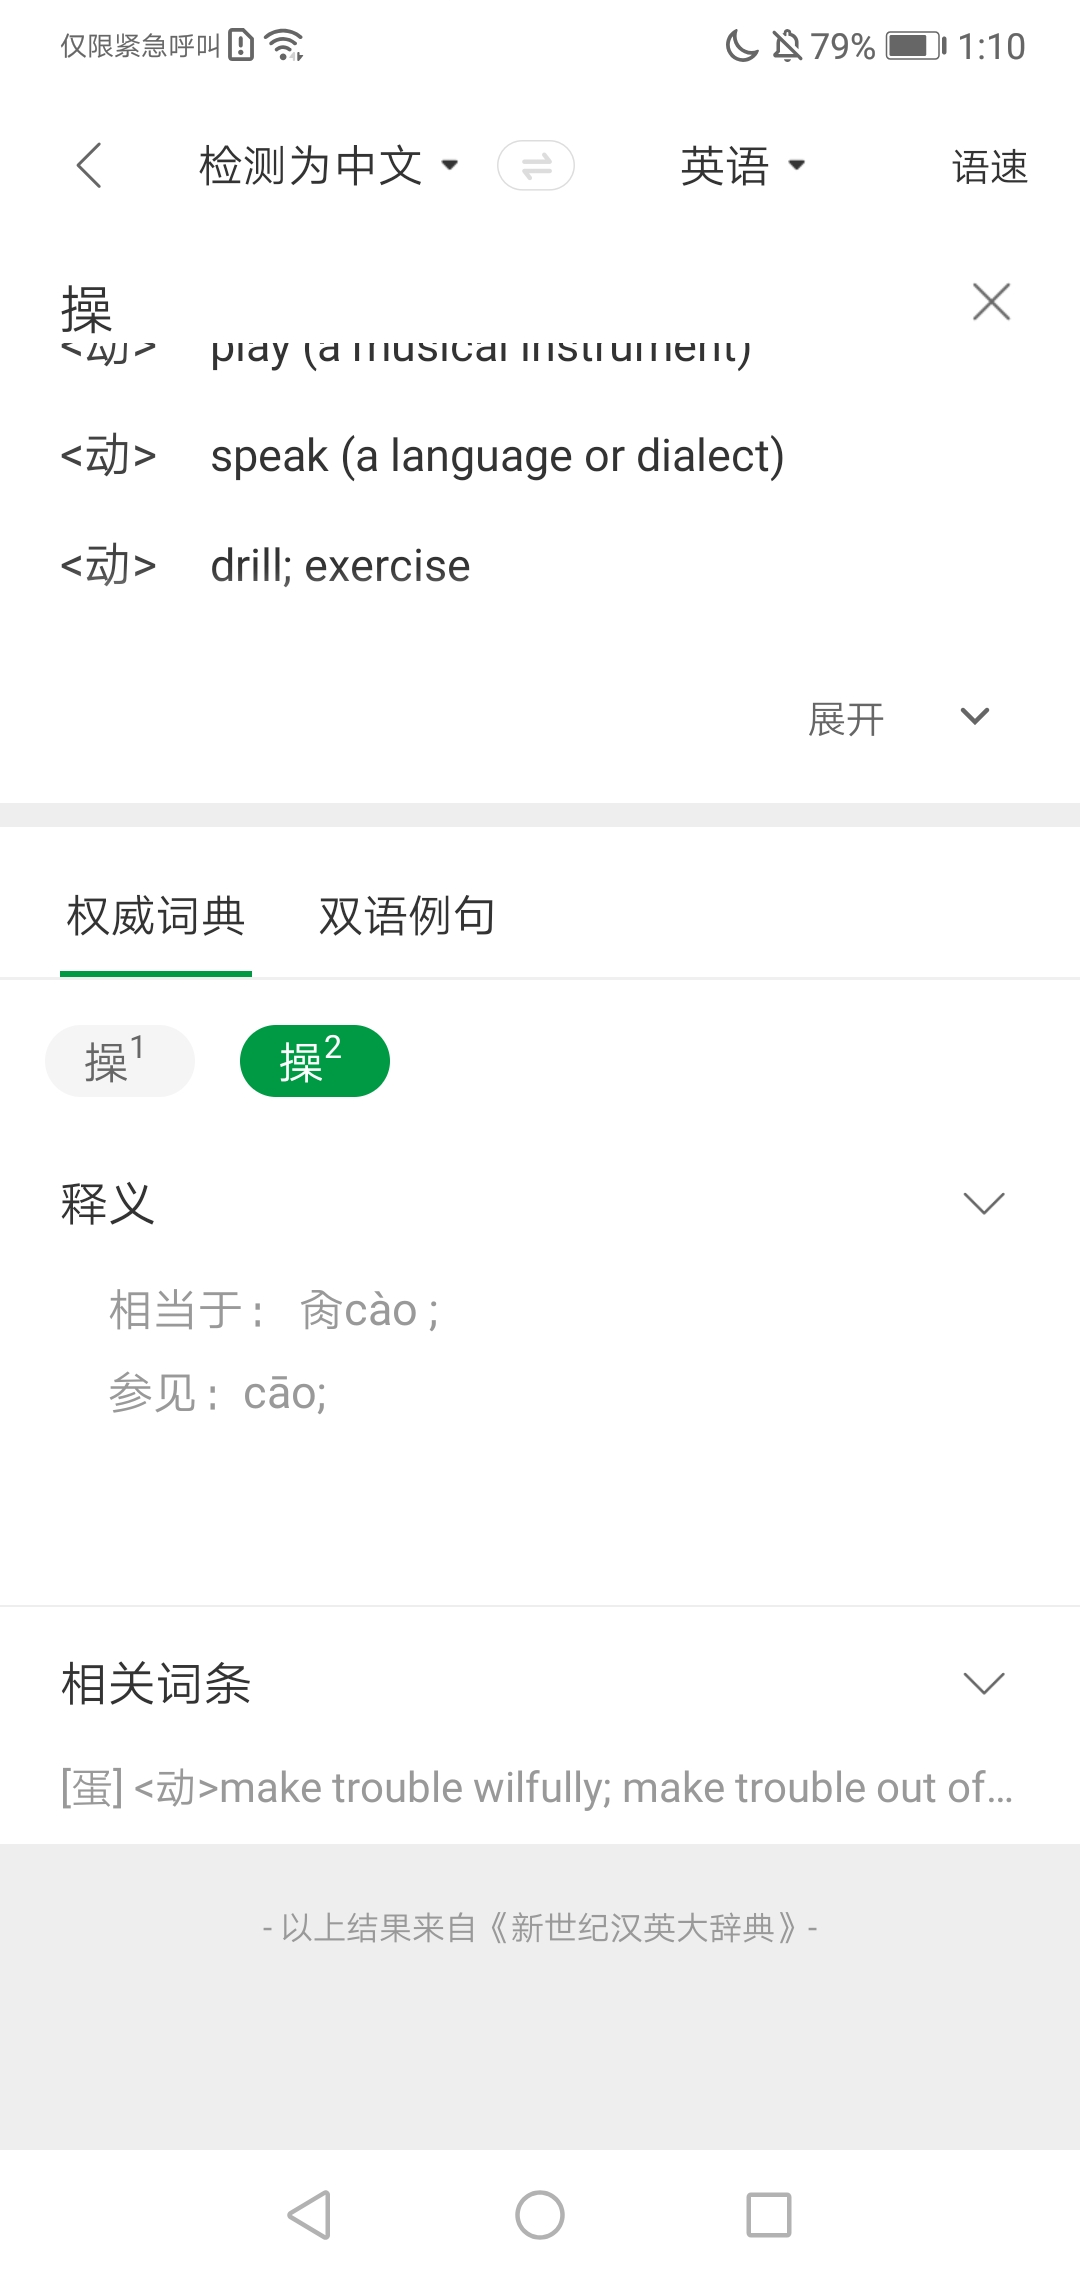 仅限紧急呼叫 79% 1:10
检测为中文 英语 语速
操
<动> play (a musical instrument)
<动> speak (a language or dialect)
<动> drill; exercise
展开
权威词典 双语例句
操1 操2
释义
相当于: 肏cào ;
参见: cāo;
相关词条
[蛋] <动>make trouble wilfully; make trouble out of...
- 以上结果来自《新世纪汉英大辞典》-